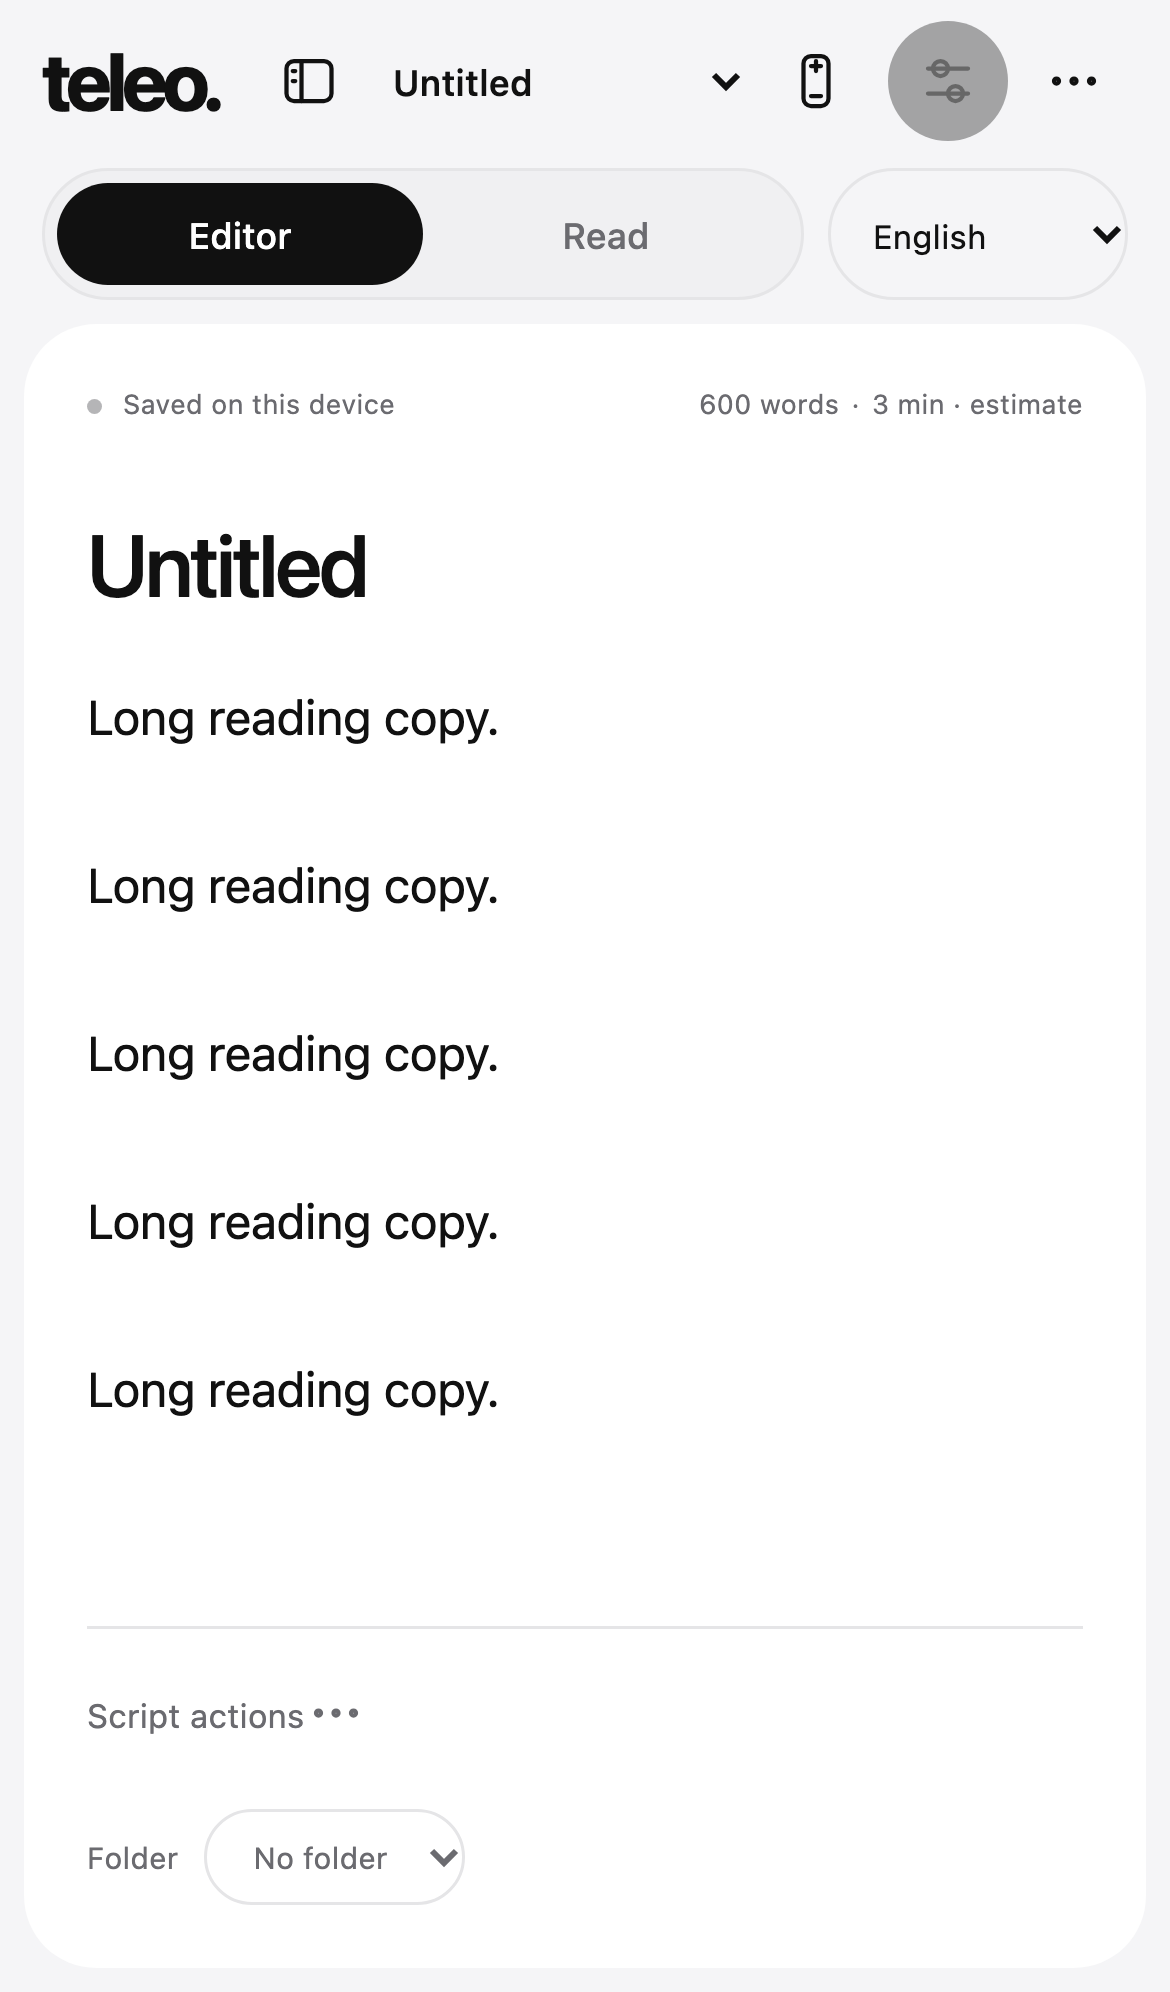 teleo.
Untitled
Editor
Read
English
Saved on this device
600 words · 3 min · estimate
Untitled
Long reading copy.
Long reading copy.
Long reading copy.
Long reading copy.
Long reading copy.
Script actions
Folder
No folder